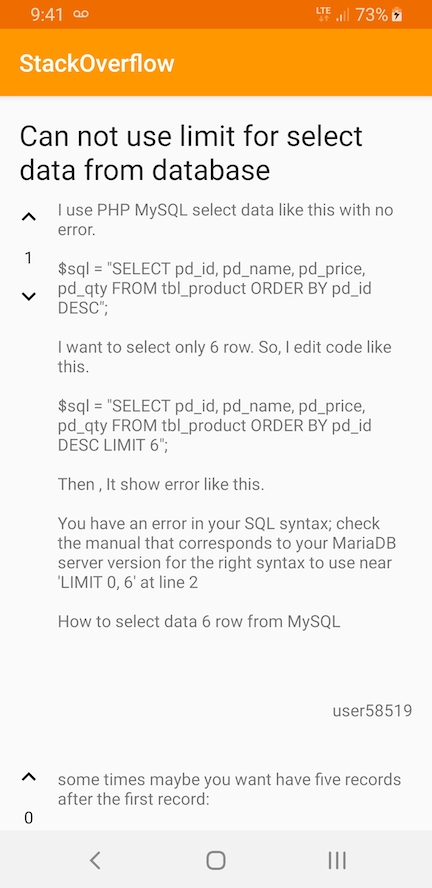 9:41
LTE
73%
StackOverflow
Can not use limit for select
data from database
I use PHP MySQL select data like this with no
error.
1
$sql = "SELECT pd_id, pd_name, pd_price,
pd_qty FROM tbl_product ORDER BY pd_id
DESC";
I want to select only 6 row. So, I edit code like
this.
$sql = "SELECT pd_id, pd_name, pd_price,
pd_qty FROM tbl_product ORDER BY pd_id
DESC LIMIT 6";
Then , It show error like this.
You have an error in your SQL syntax; check
the manual that corresponds to your MariaDB
server version for the right syntax to use near
'LIMIT 0, 6' at line 2
How to select data 6 row from MySQL
user58519
some times maybe you want have five records
after the first record:
0